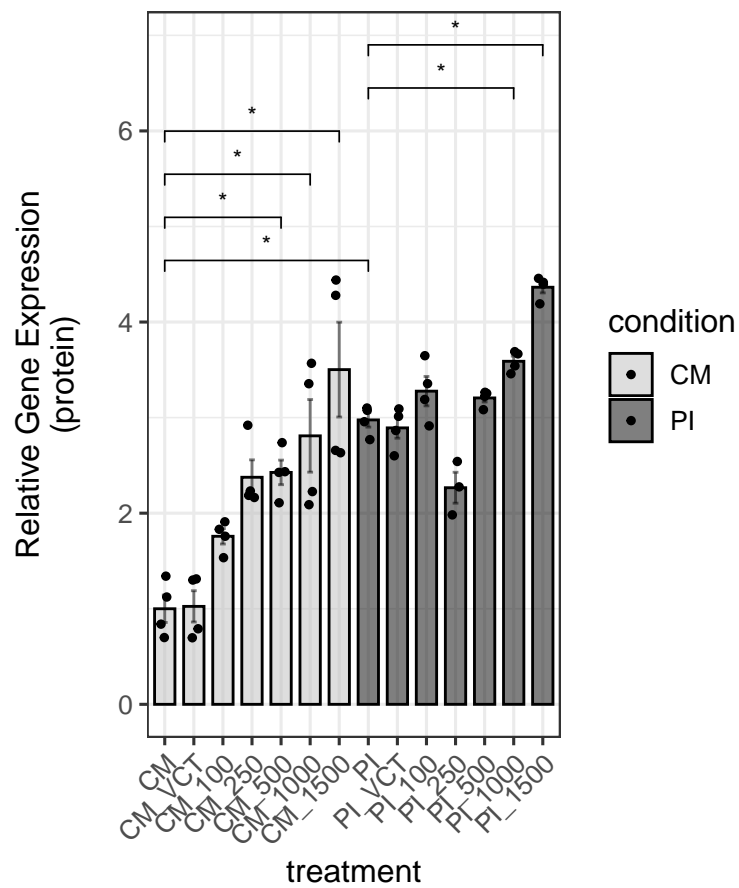 *
*
*
*
*
*
6
4
2
0
Relative Gene Expression
(protein)
CM
CM_VCT
CM_100
CM_250
CM_500
CM_1000
CM_1500
PI
PI_VCT
PI_100
PI_250
PI_500
PI_1000
PI_1500
treatment
condition
CM
PI